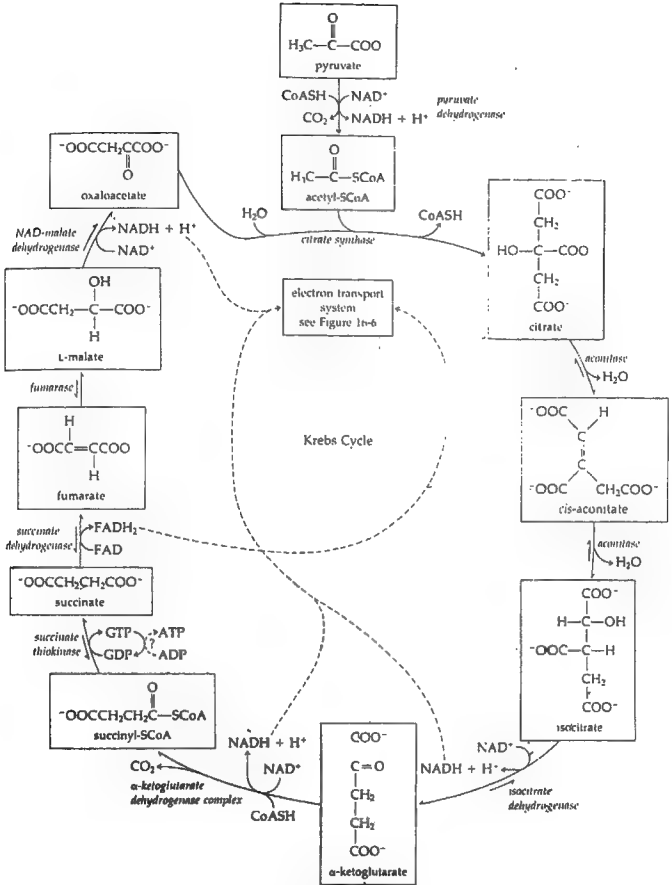 O
H₃C—C—COO
pyruvate
CoASH NAD⁺
CO₂ NADH + H⁺
pyruvate
dehydrogenase
O
H₃C—C—SCoA
acetyl-SCoA
⁻OOCCH₂CCOO⁻
O
oxaloacetate
H₂O
CoASH
citrate synthase
COO⁻
CH₂
HO—C—COO
CH₂
COO⁻
citrate
NAD-malate
dehydrogenase
NADH + H⁺
NAD⁺
electron transport
system
see Figure 16-6
OH
⁻OOCCH₂—C—COO⁻
H
L-malate
aconitase
H₂O
fumarase
⁻OOC H
C
C
⁻OOC CH₂COO⁻
cis-aconitate
H
⁻OOCC=CCOO
H
fumarate
Krebs Cycle
succinate
dehydrogenase
FADH₂
FAD
aconitase
H₂O
⁻OOCCH₂CH₂COO⁻
succinate
COO⁻
H—C—OH
⁻OOC—C—H
CH₂
COO⁻
isocitrate
succinate
thiokinase
GTP ATP
?
GDP ADP
O
⁻OOCCH₂CH₂C—SCoA
succinyl-SCoA
NADH + H⁺
NAD⁺
CO₂
α-ketoglutarate
dehydrogenase complex
CoASH
COO⁻
C=O
CH₂
CH₂
COO⁻
α-ketoglutarate
NAD⁺
NADH + H⁺
isocitrate
dehydrogenase